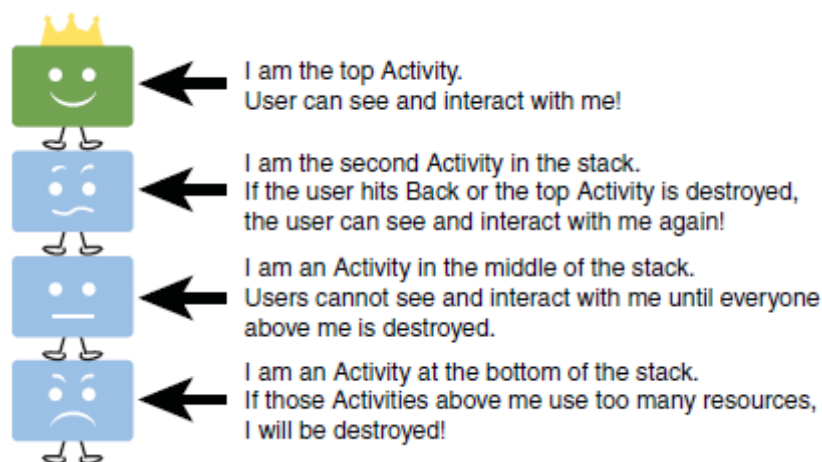 I am the top Activity.
User can see and interact with me!
I am the second Activity in the stack.
If the user hits Back or the top Activity is destroyed,
the user can see and interact with me again!
I am an Activity in the middle of the stack.
Users cannot see and interact with me until everyone
above me is destroyed.
I am an Activity at the bottom of the stack.
If those Activities above me use too many resources,
I will be destroyed!